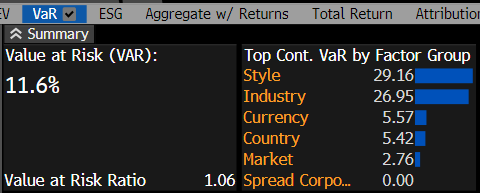 EV VaR ESG Aggregate w/ Returns Total Return Attribution
Summary
Value at Risk (VAR):
11.6%
Value at Risk Ratio 1.06
Top Cont. VaR by Factor Group
Style 29.16
Industry 26.95
Currency 5.57
Country 5.42
Market 2.76
Spread Corpo... 0.00